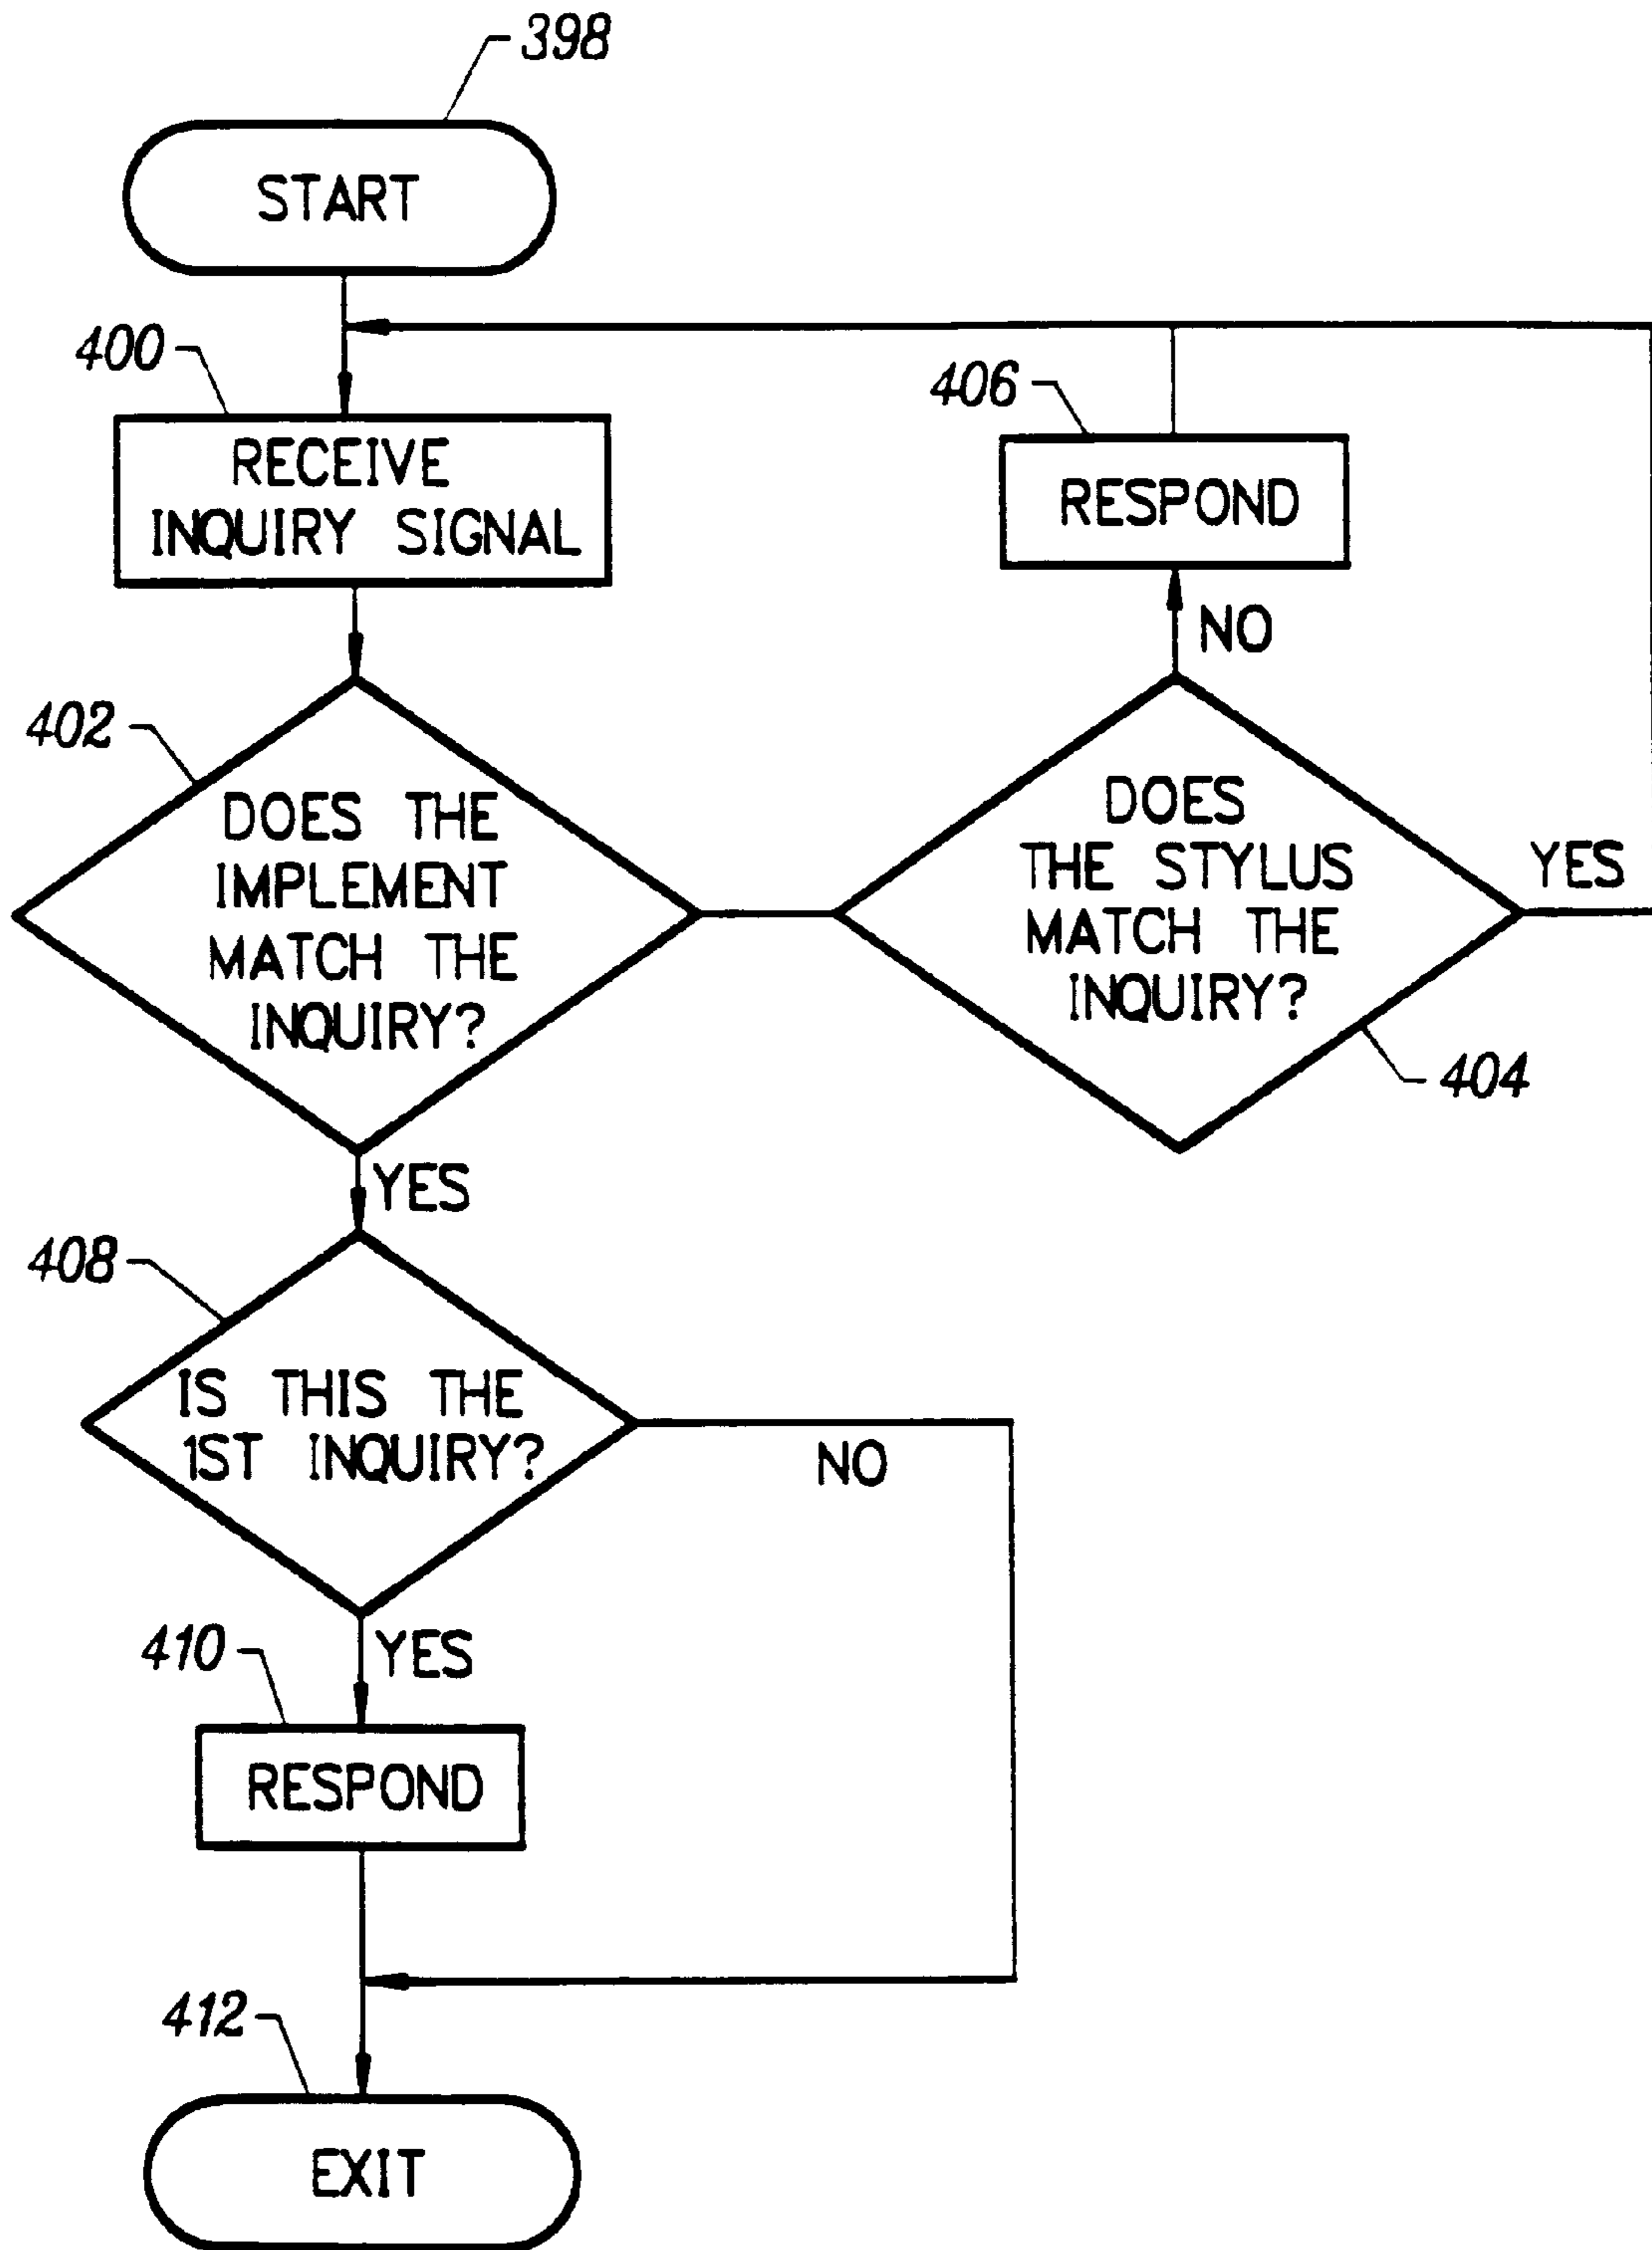 398
START
400
RECEIVE
INQUIRY SIGNAL
406
RESPOND
NO
402
DOES THE
IMPLEMENT
MATCH THE
INQUIRY?
DOES
THE STYLUS
MATCH THE
INQUIRY?
YES
404
YES
408
IS THIS THE
1ST INQUIRY?
NO
410
YES
RESPOND
412
EXIT